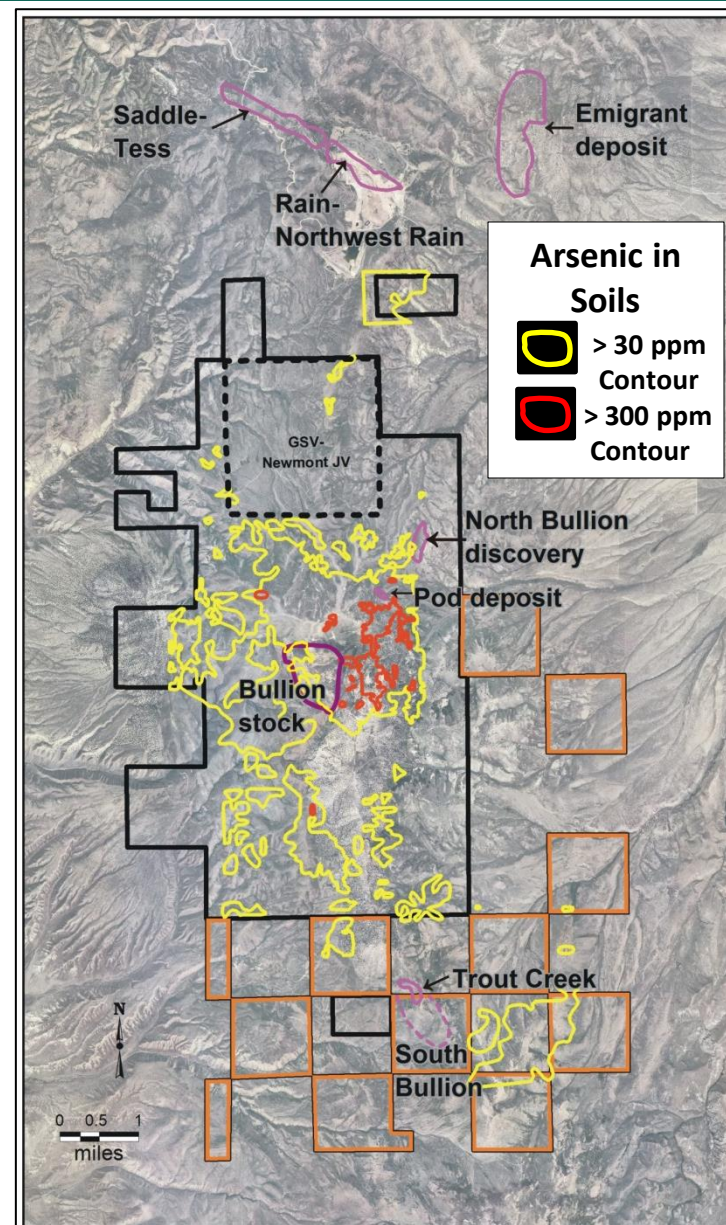 Saddle-
Tess
Emigrant
deposit
Rain-
Northwest Rain
Arsenic in
Soils
> 30 ppm
Contour
> 300 ppm
Contour
GSV-
Newmont JV
North Bullion
discovery
Pod deposit
Bullion
stock
Trout Creek
South
Bullion
N
0 0.5 1
miles